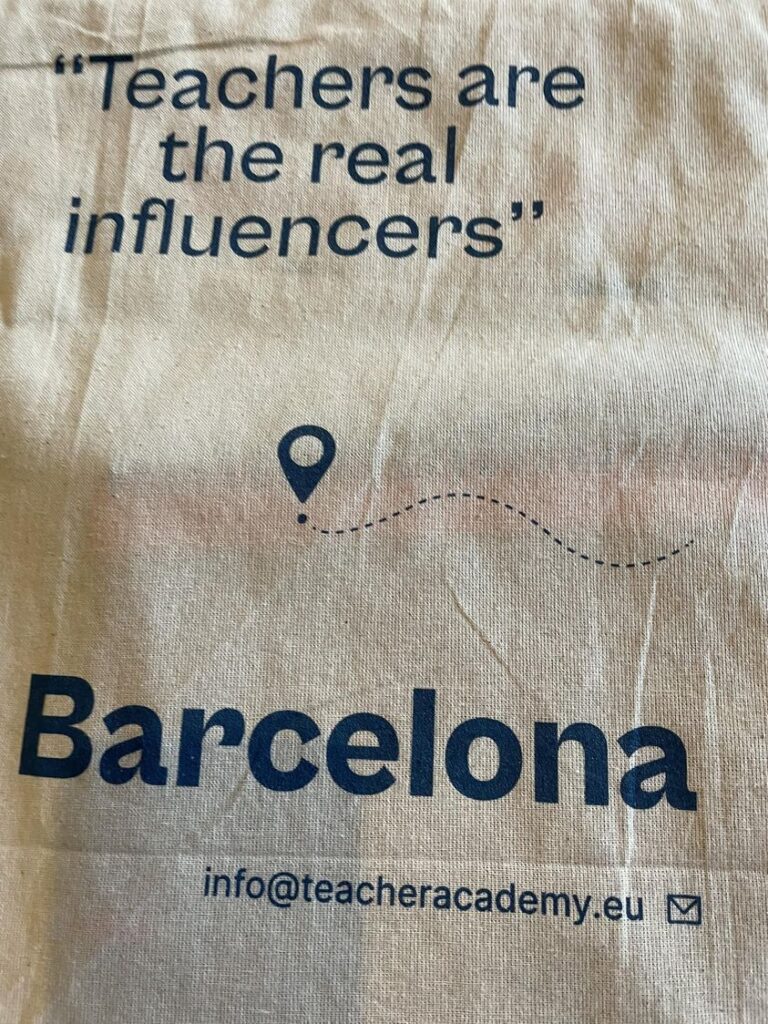 “Teachers are
the real
influencers”
Barcelona
info@teacheracademy.eu